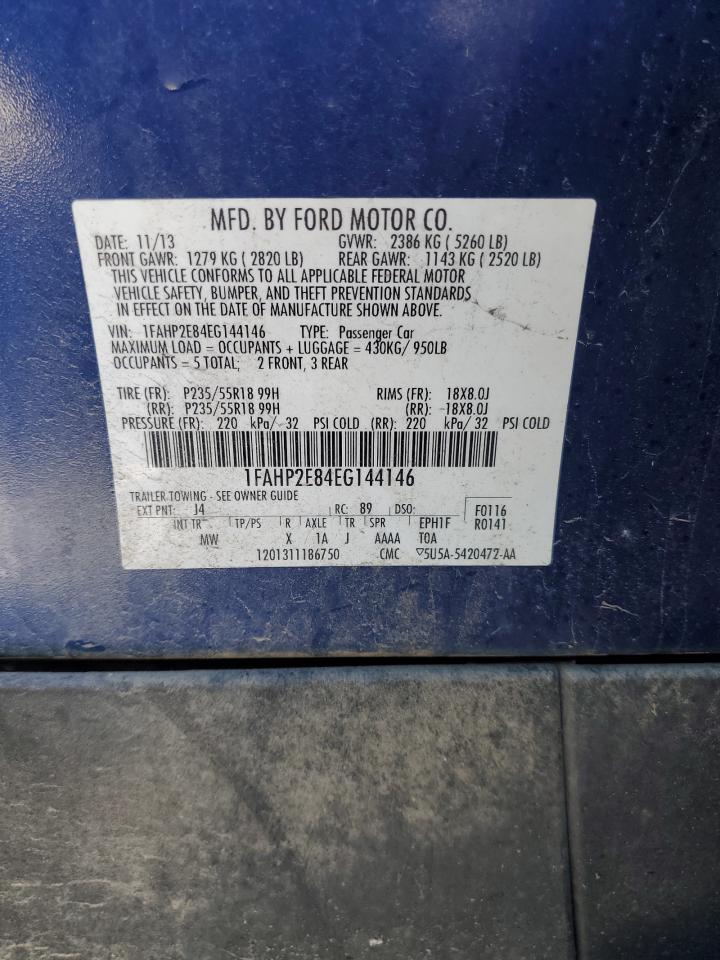 MFD. BY FORD MOTOR CO.
DATE: 11/13 GVWR: 2386 KG ( 5260 LB)
FRONT GAWR: 1279 KG ( 2820 LB) REAR GAWR: 1143 KG ( 2520 LB)
THIS VEHICLE CONFORMS TO ALL APPLICABLE FEDERAL MOTOR
VEHICLE SAFETY, BUMPER, AND THEFT PREVENTION STANDARDS
IN EFFECT ON THE DATE OF MANUFACTURE SHOWN ABOVE.
VIN: 1FAHP2E84EG144146 TYPE: Passenger Car
MAXIMUM LOAD = OCCUPANTS + LUGGAGE = 430KG/ 950LB
OCCUPANTS = 5 TOTAL; 2 FRONT, 3 REAR
TIRE (FR): P235/55R18 99H RIMS (FR): 18X8.0J
(RR): P235/55R18 99H (RR): 18X8.0J
PRESSURE (FR): 220 kPa/ 32 PSI COLD (RR): 220 kPa/ 32 PSI COLD
1FAHP2E84EG144146
TRAILER TOWING - SEE OWNER GUIDE
EXT PNT: J4 RC: 89 DSO: F0116
INT TR TP/PS R AXLE TR SPR EPH1F R0141
MW X 1A J AAAA TOA
1201311186750 CMC ▽5U5A-5420472-AA